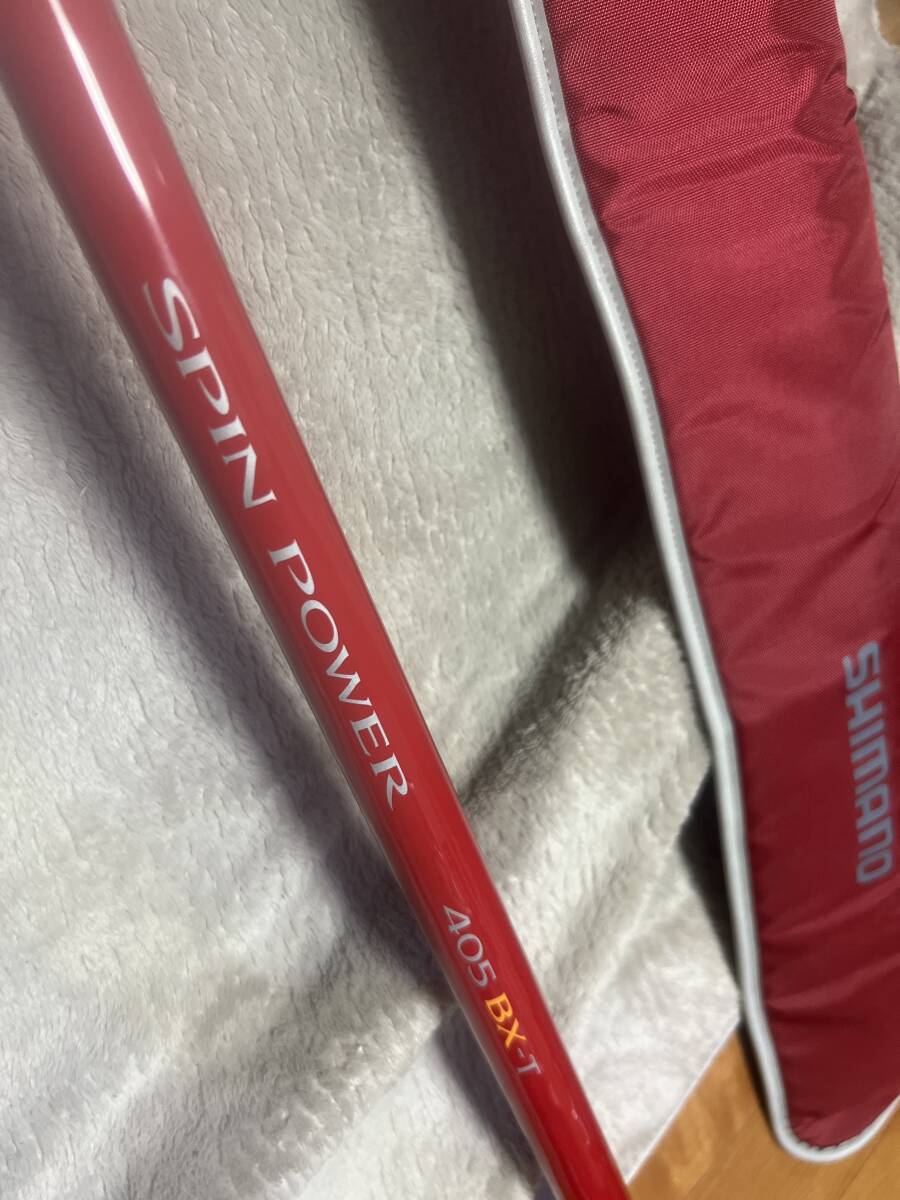 SPIN POWER
405 BX-T
SHIMANO